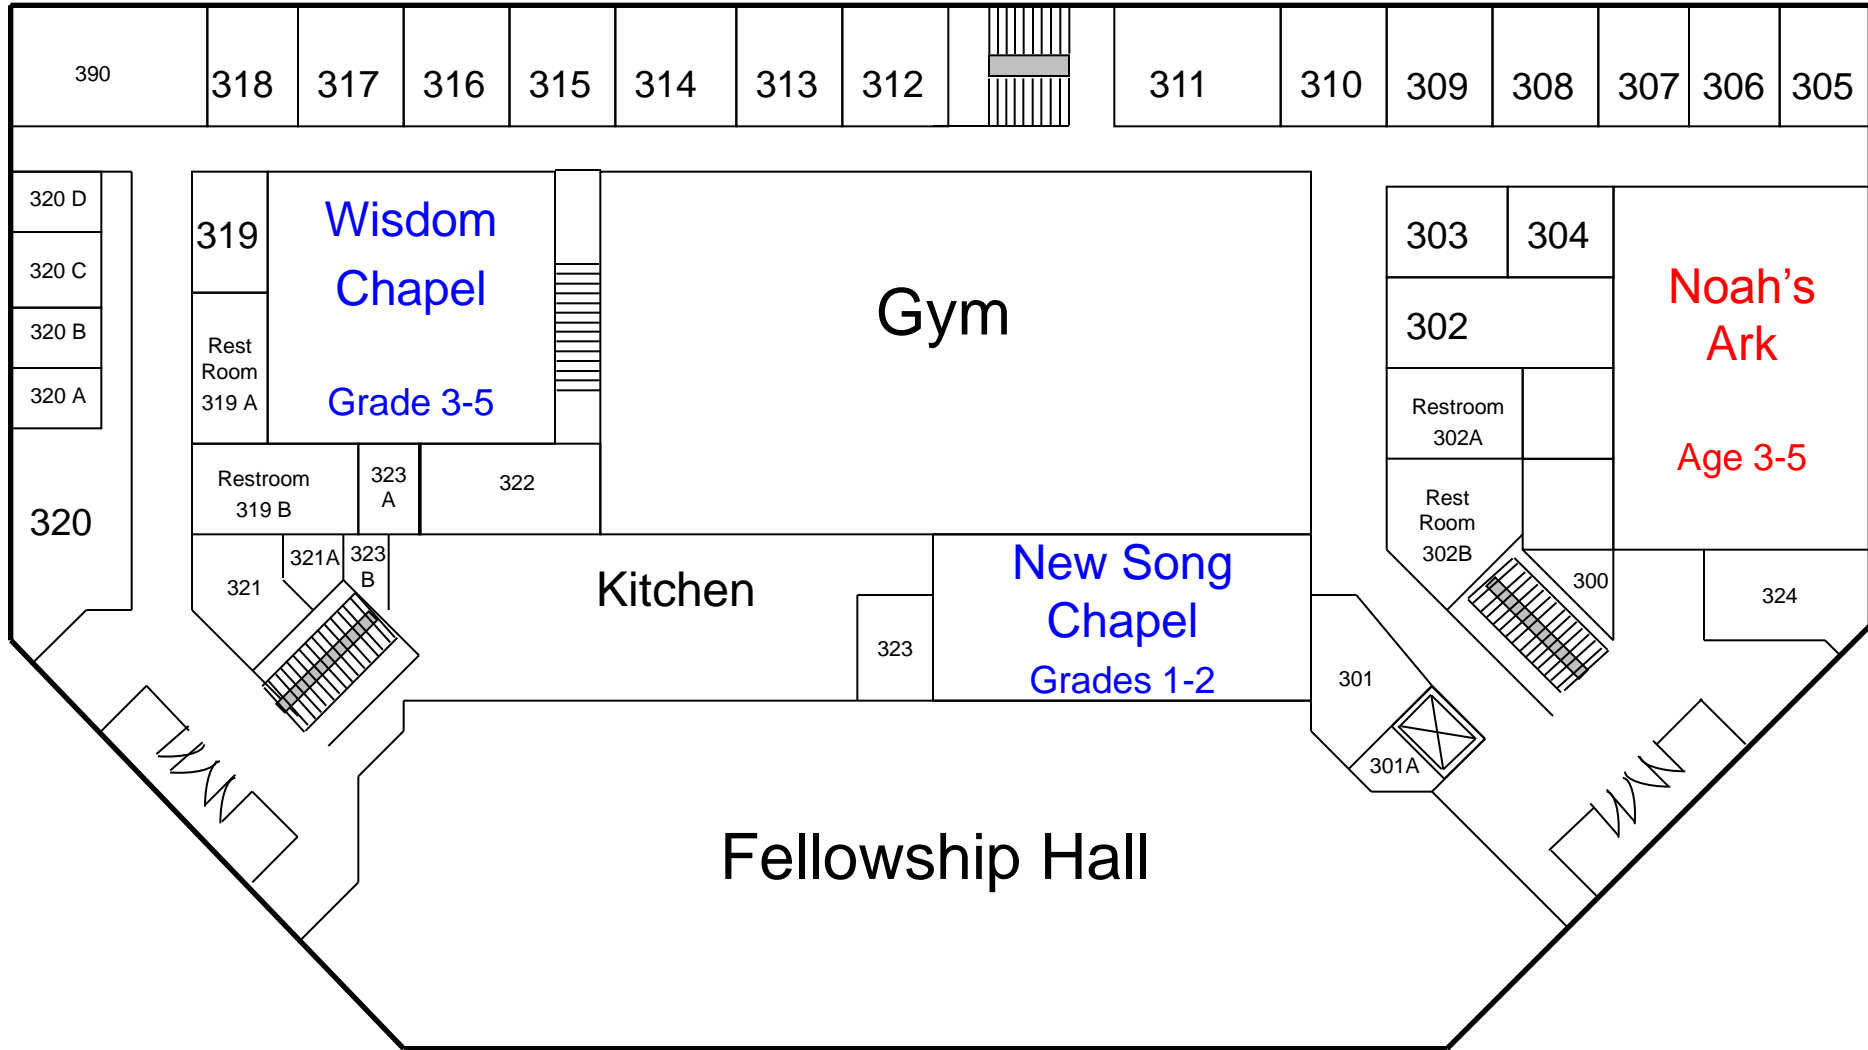 390
318
317
316
315
314
313
312
311
310
309
308
307
306
305
320 D
320 C
320 B
320 A
320
319
Rest
Room
319 A
Wisdom
Chapel
Grade 3-5
Gym
303
304
302
Restroom
302A
Rest
Room
302B
Noah’s
Ark
Age 3-5
Restroom
319 B
323
A
322
321
321A
323
B
Kitchen
323
New Song
Chapel
Grades 1-2
301
301A
300
324
Fellowship Hall